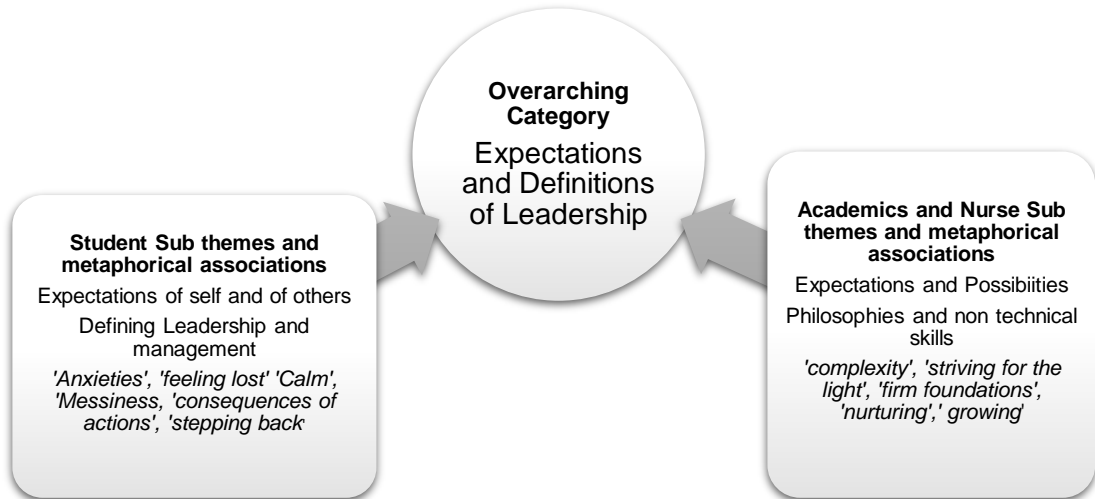 Overarching
Category
Expectations
and Definitions
of Leadership
Student Sub themes and
metaphorical associations
Expectations of self and of others
Defining Leadership and
management
'Anxieties', 'feeling lost' 'Calm',
'Messiness, 'consequences of
actions', 'stepping back'
Academics and Nurse Sub
themes and metaphorical
associations
Expectations and Possibiities
Philosophies and non technical
skills
'complexity', 'striving for the
light', 'firm foundations',
'nurturing',' growing'